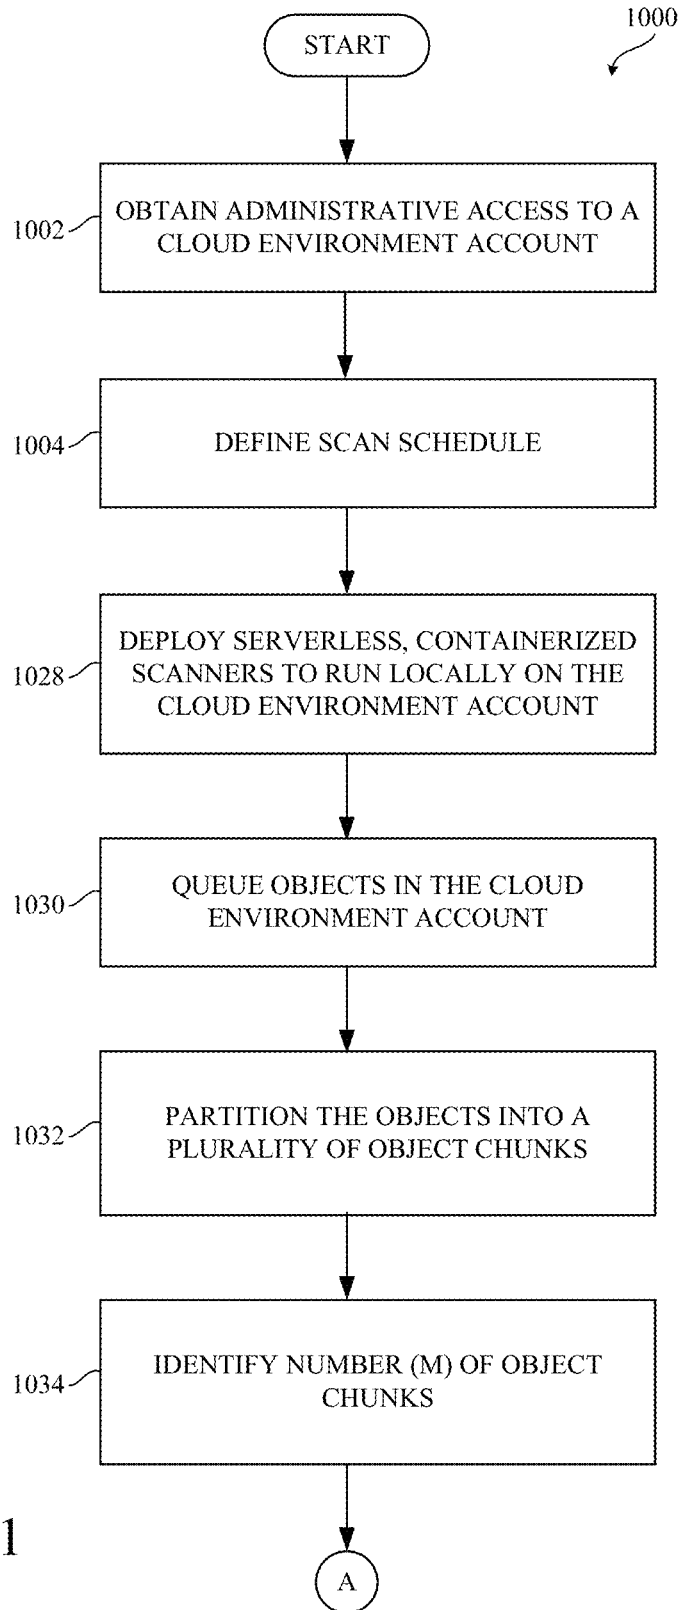 1000
START
1002
OBTAIN ADMINISTRATIVE ACCESS TO A
CLOUD ENVIRONMENT ACCOUNT
1004
DEFINE SCAN SCHEDULE
DEPLOY SERVERLESS, CONTAINERIZED
1028
SCANNERS TO RUN LOCALLY ON THE
CLOUD ENVIRONMENT ACCOUNT
1030
QUEUE OBJECTS IN THE CLOUD
ENVIRONMENT ACCOUNT
1032
PARTITION THE OBJECTS INTO A
PLURALITY OF OBJECT CHUNKS
1034
IDENTIFY NUMBER (M) OF OBJECT
CHUNKS
1
A